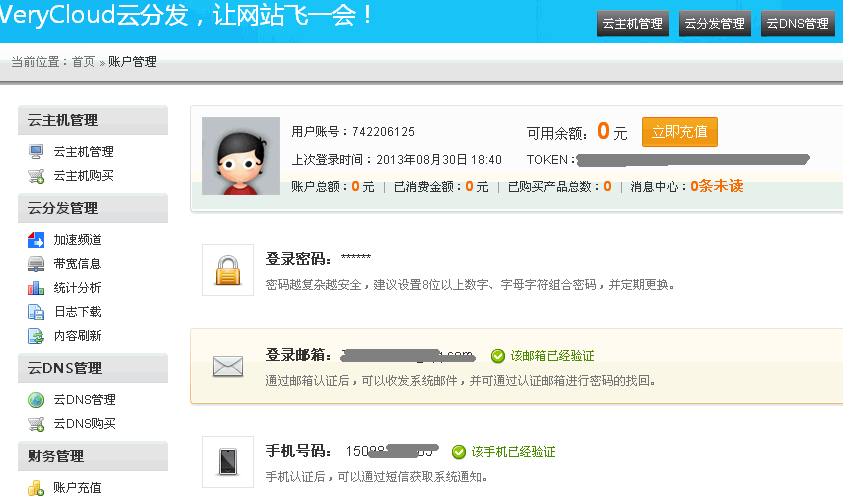 VeryCloud云分发，让网站飞一会！
云主机管理 云分发管理 云DNS管理
当前位置：首页 » 账户管理
云主机管理
云主机管理
云主机购买
云分发管理
加速频道
带宽信息
统计分析
日志下载
内容刷新
云DNS管理
云DNS管理
云DNS购买
财务管理
账户充值
用户账号：742206125
可用余额：0 元 立即充值
上次登录时间：2013年08月30日 18:40
TOKEN：
账户总额：0 元 | 已消费金额：0 元 | 已购买产品总数：0 | 消息中心：0条未读
登录密码：******
密码越复杂越安全，建议设置8位以上数字、字母字符组合密码，并定期更换。
登录邮箱： 该邮箱已经验证
通过邮箱认证后，可以收发系统邮件，并可通过认证邮箱进行密码的找回。
手机号码： 该手机已经验证
手机认证后，可以通过短信获取系统通知。